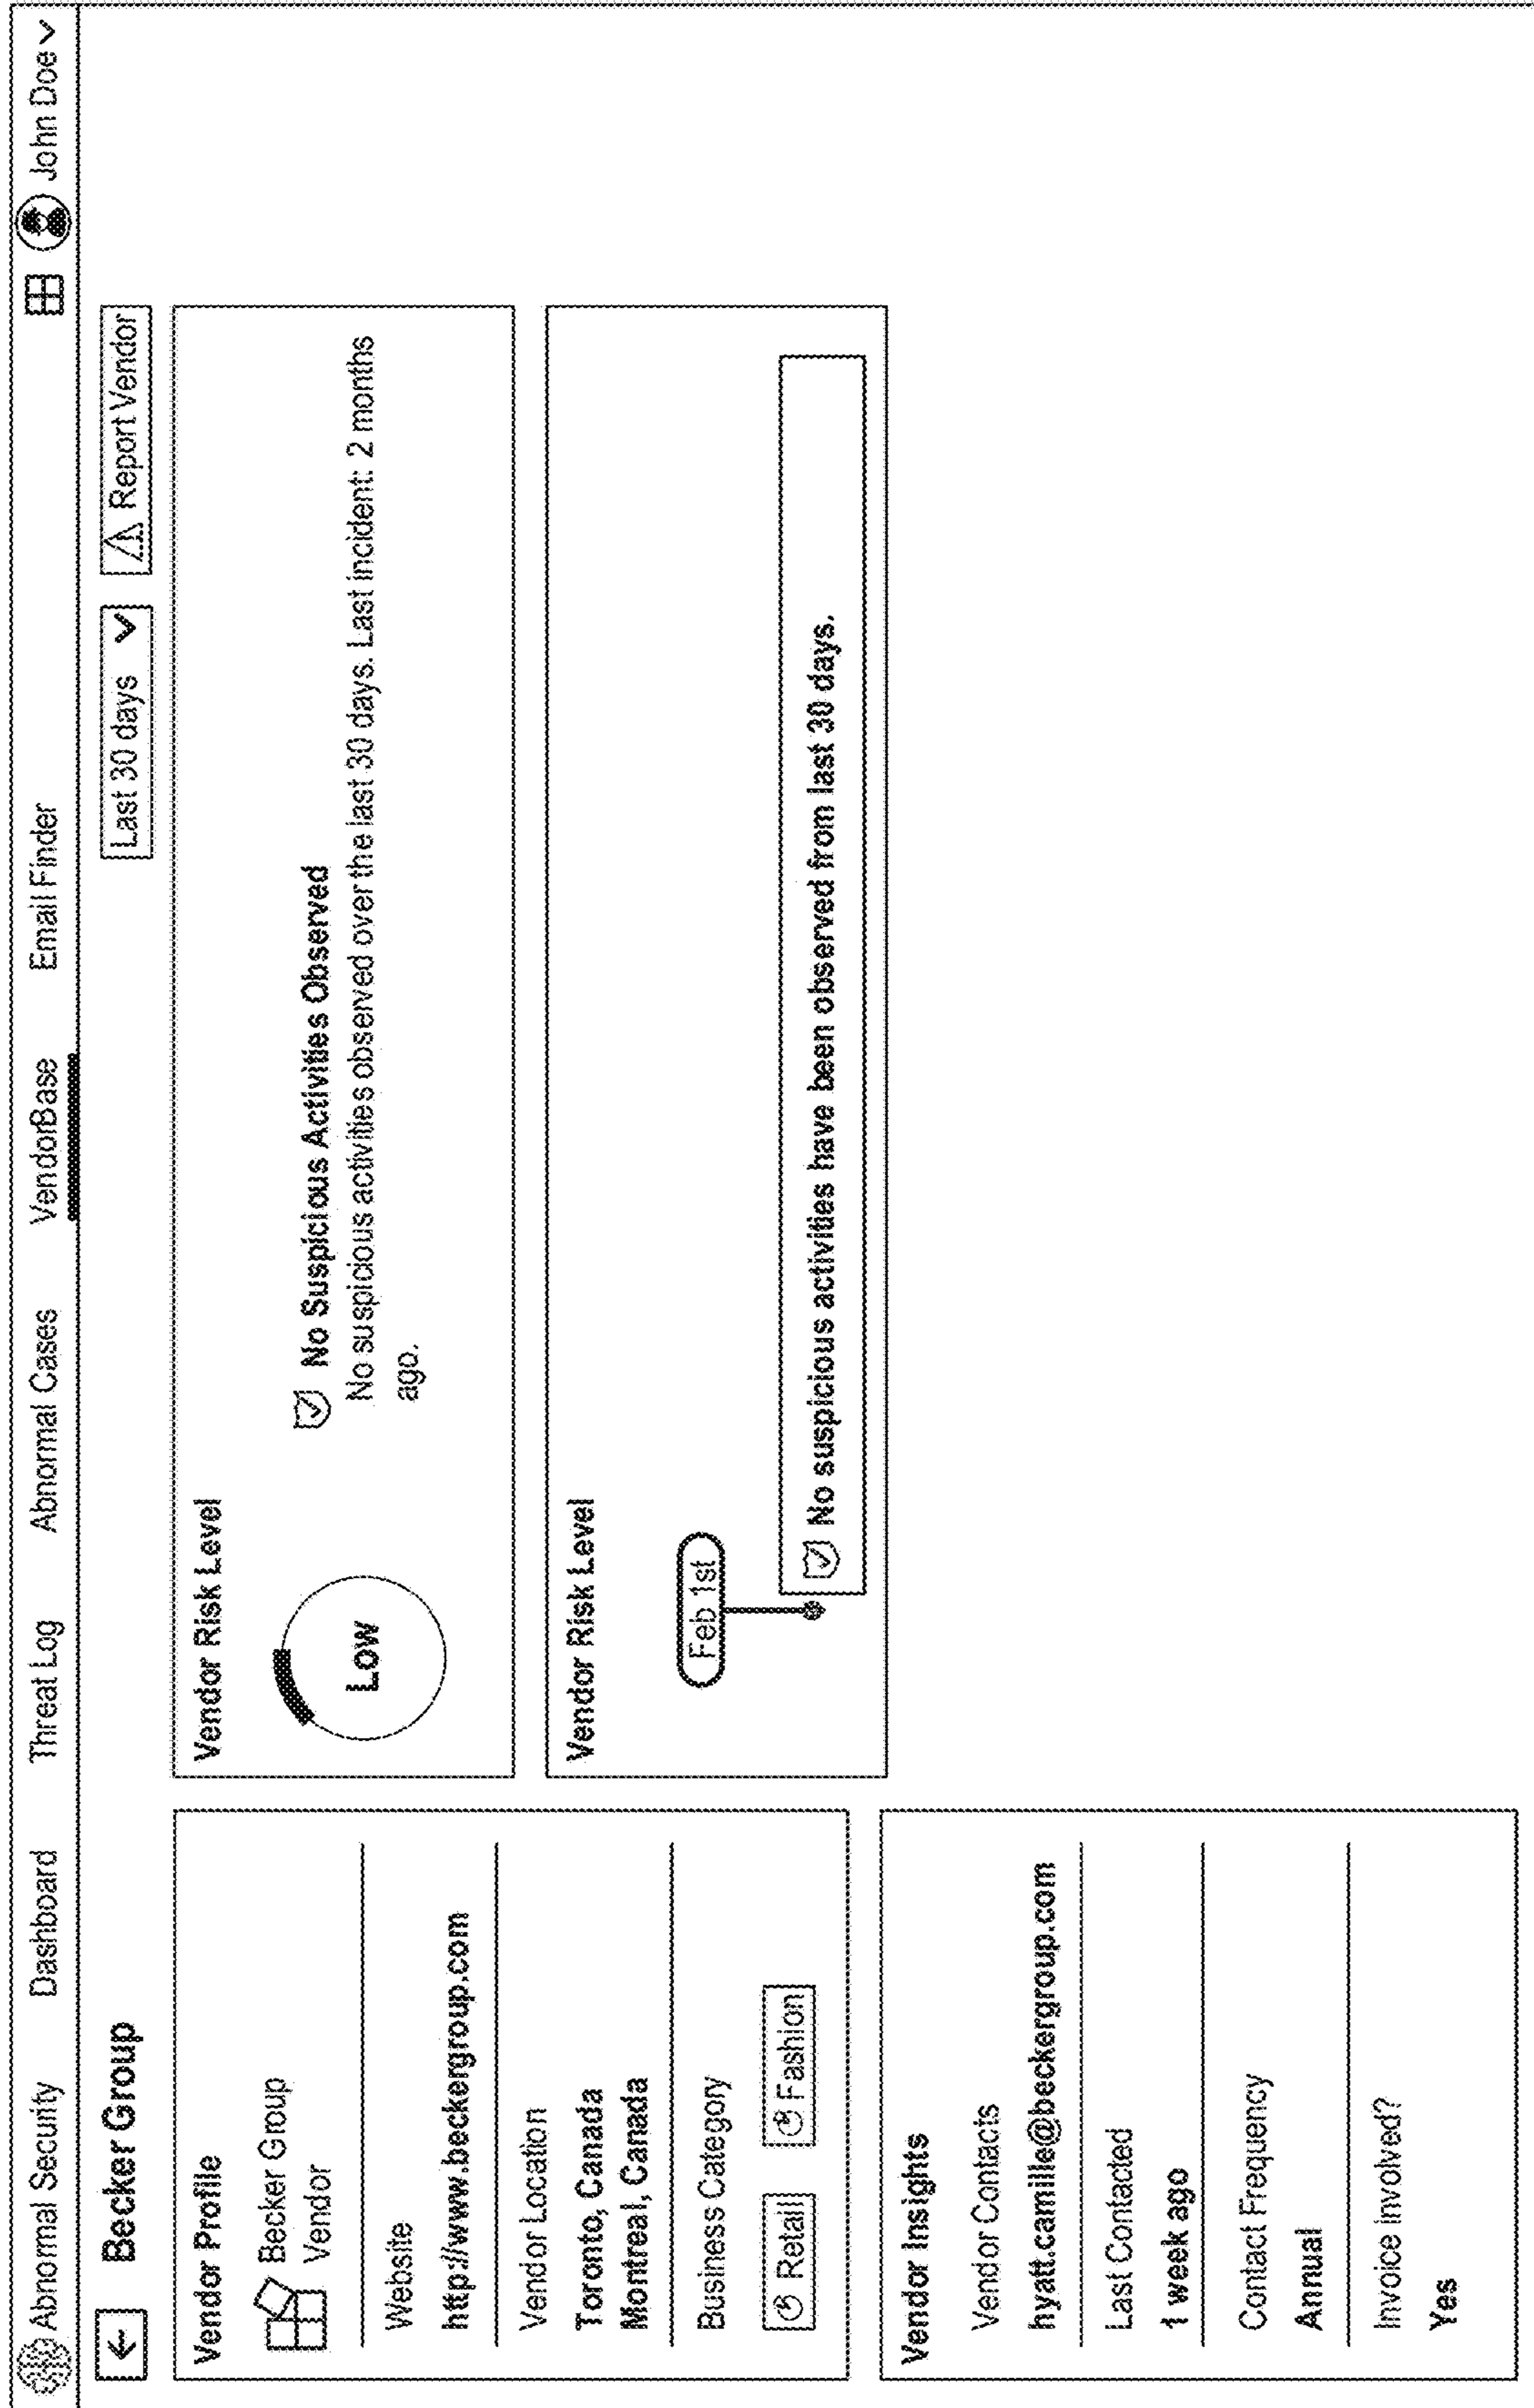 Abnormal Security Dashboard Threat Log Abnormal Cases VendorBase Email Finder John Doe
Becker Group
Last 30 days Report Vendor
Vendor Profile
Becker Group
Vendor
Website
http://www.beckergroup.com
Vendor Location
Toronto, Canada
Montreal, Canada
Business Category
Retail Fashion
Vendor Insights
Vendor Contacts
hyatt.camille@beckergroup.com
Last Contacted
1 week ago
Contact Frequency
Annual
Invoice involved?
Yes
Vendor Risk Level
Low
No Suspicious Activities Observed
No suspicious activities observed over the last 30 days. Last incident: 2 months
ago.
Vendor Risk Level
Feb 1st
No suspicious activities have been observed from last 30 days.